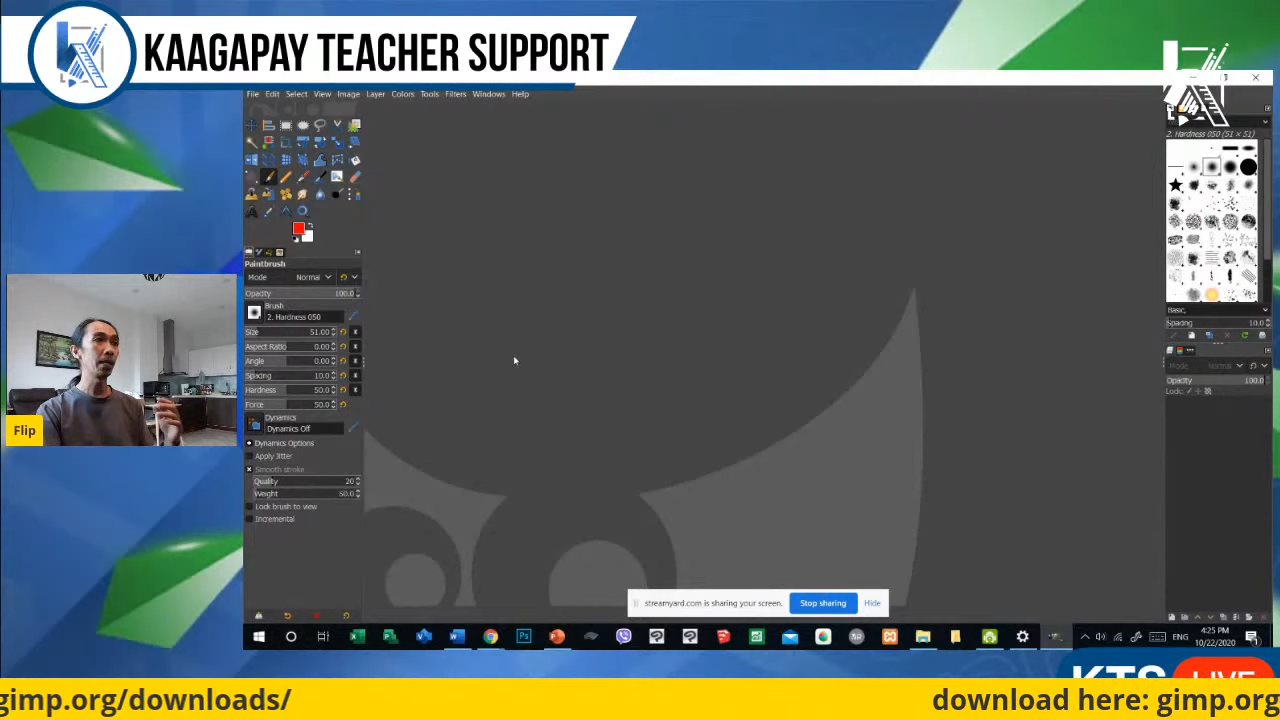 KAAGAPAY TEACHER SUPPORT
File Edit Select View Image Layer Colors Tools Filters Windows Help
2. Hardness 050 (51 × 51)
Paintbrush
Mode Normal
Opacity 100.0
Brush
2. Hardness 050
Size 51.00
Aspect Ratio 0.00
Angle 0.00
Spacing 10.0
Hardness 50.0
Force 50.0
Dynamics
Dynamics Off
Dynamics Options
Apply Jitter
Smooth stroke
Quality 20
Weight 50.0
Lock brush to view
Incremental
Basic,
Spacing 10.0
Mode Normal
Opacity 100.0
Lock:
Flip
streamyard.com is sharing your screen. Stop sharing Hide
ENG
4:25 PM
10/22/2020
KTS LIVE
gimp.org/downloads/ download here: gimp.org